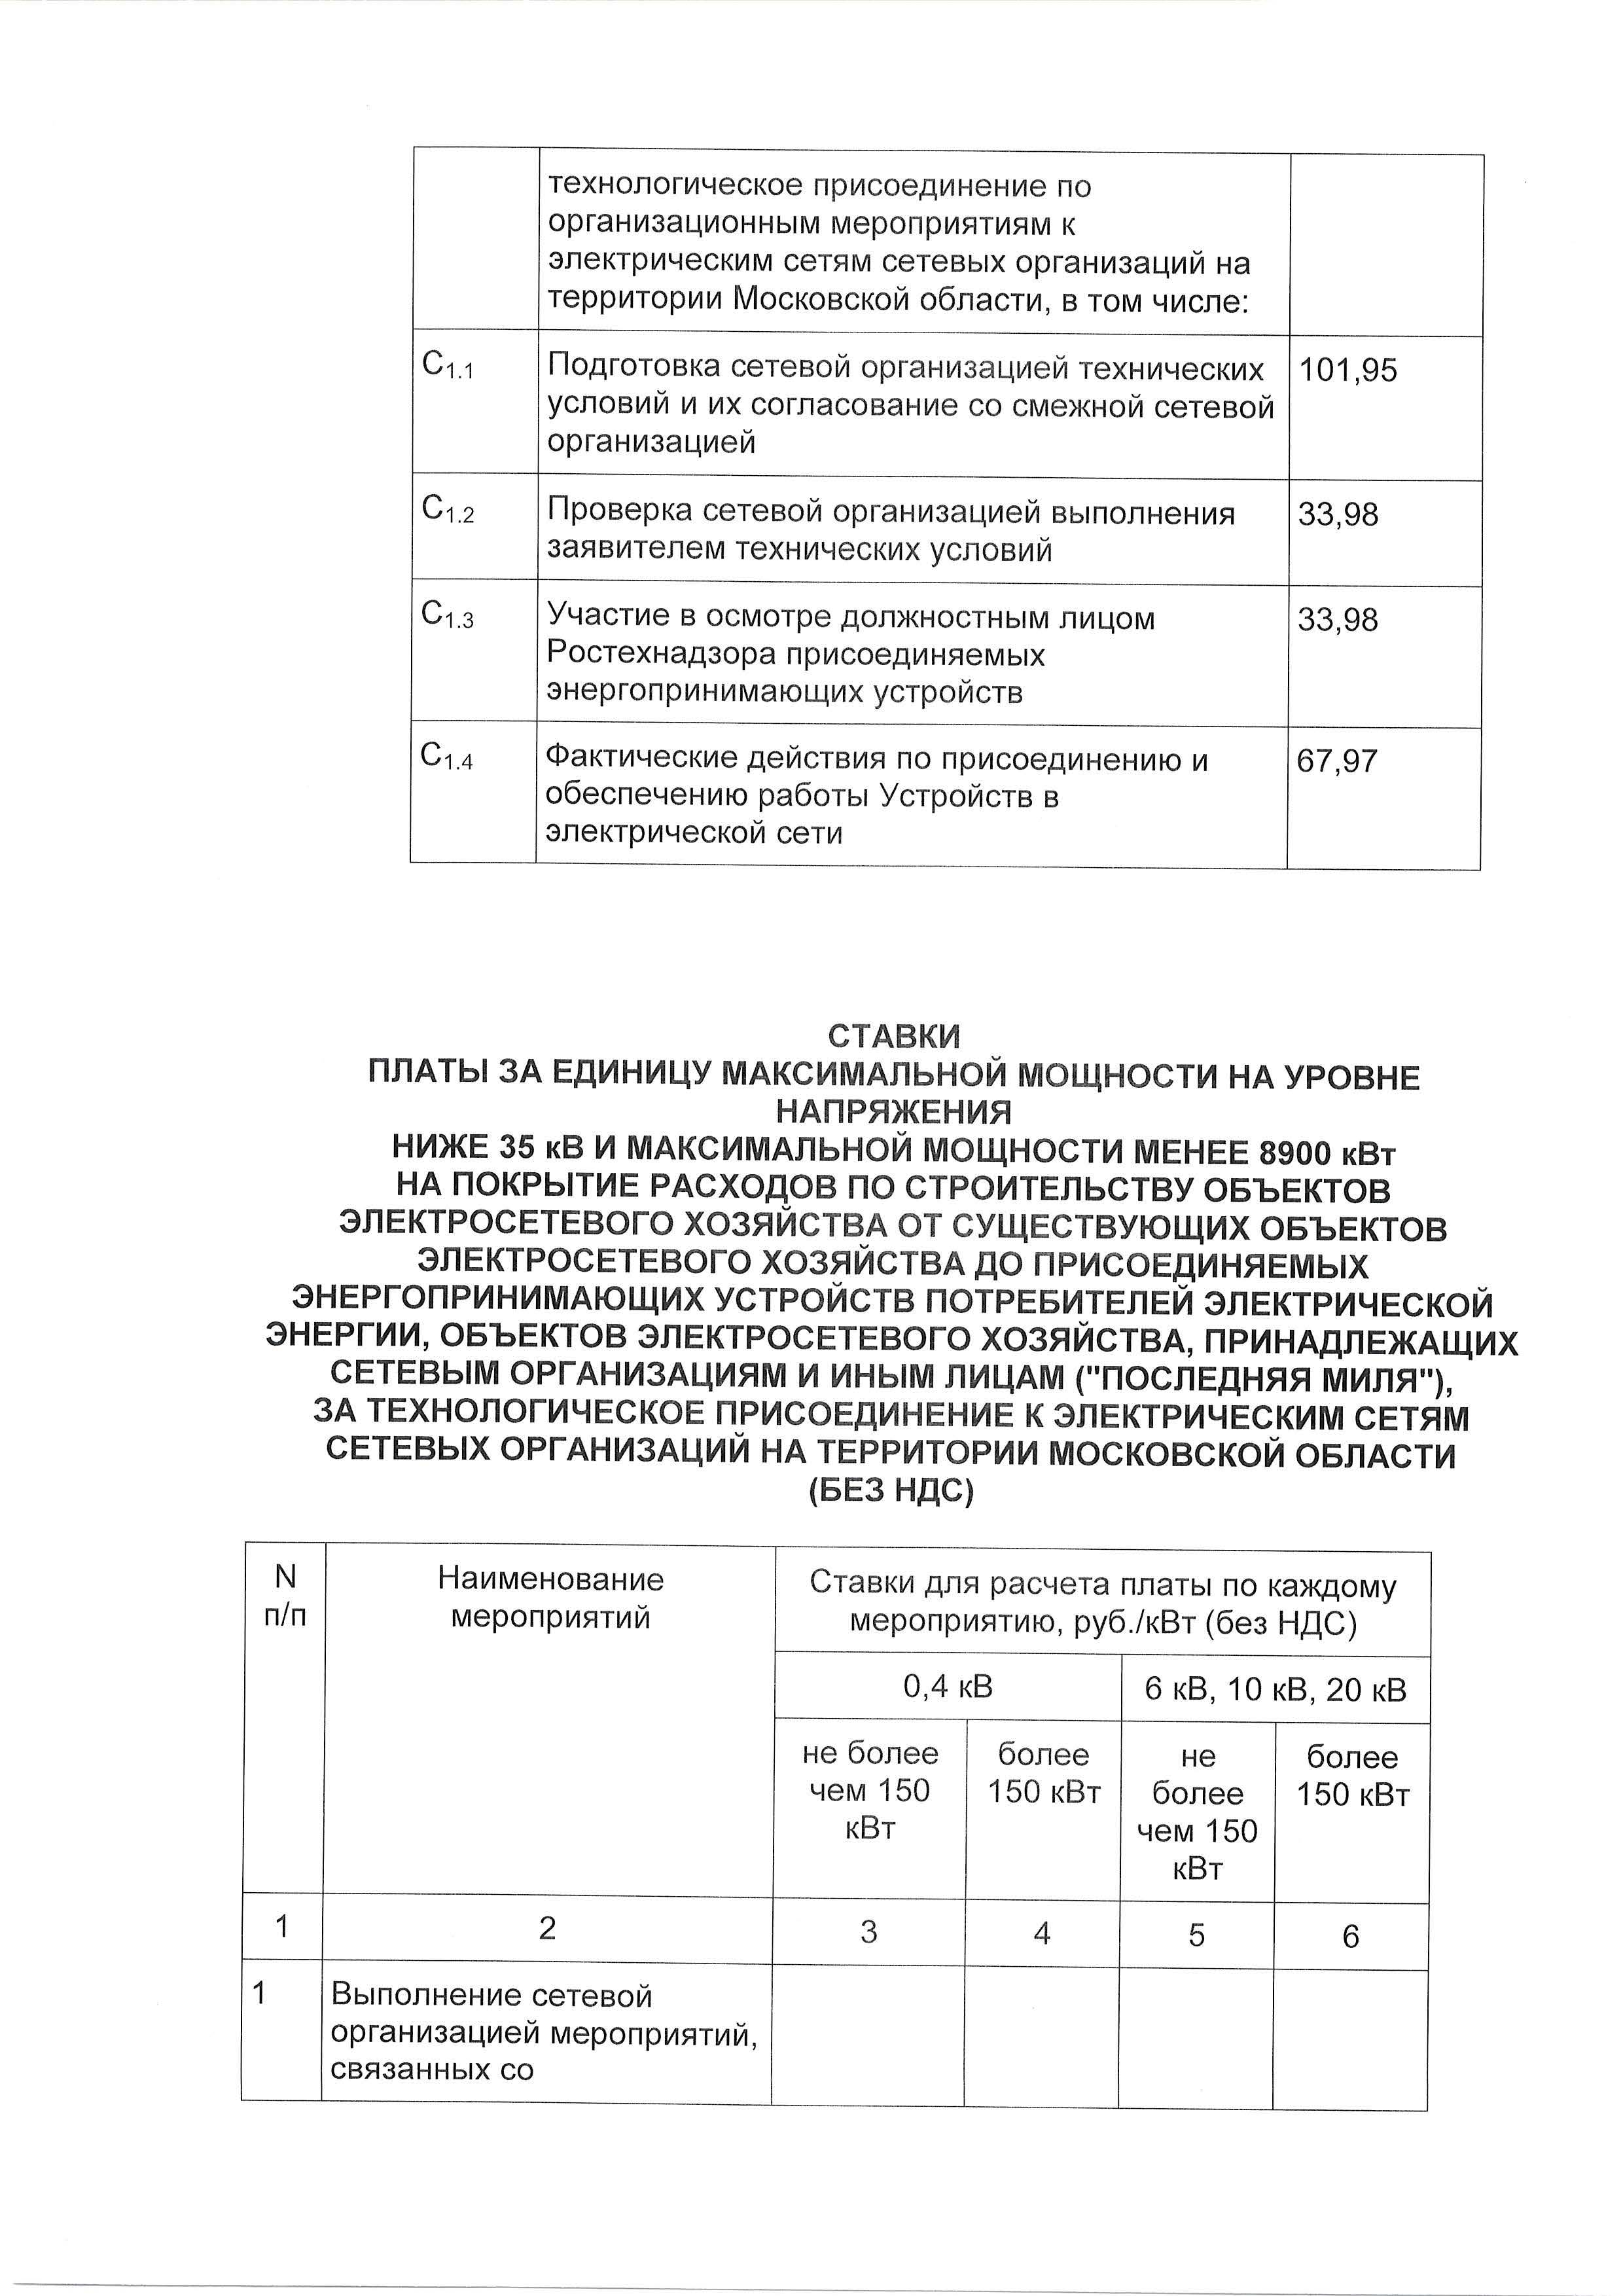 технологическое присоединение по
организационным мероприятиям к
электрическим сетям сетевых организаций на
территории Московской области, в том числе:
С1.1 Подготовка сетевой организацией технических 101,95
условий и их согласование со смежной сетевой
организацией
С1.2 Проверка сетевой организацией выполнения 33,98
заявителем технических условий
С1.3 Участие в осмотре должностным лицом 33,98
Ростехнадзора присоединяемых
энергопринимающих устройств
С1.4 Фактические действия по присоединению и 67,97
обеспечению работы Устройств в
электрической сети
СТАВКИ
ПЛАТЫ ЗА ЕДИНИЦУ МАКСИМАЛЬНОЙ МОЩНОСТИ НА УРОВНЕ
НАПРЯЖЕНИЯ
НИЖЕ 35 кВ И МАКСИМАЛЬНОЙ МОЩНОСТИ МЕНЕЕ 8900 кВт
НА ПОКРЫТИЕ РАСХОДОВ ПО СТРОИТЕЛЬСТВУ ОБЪЕКТОВ
ЭЛЕКТРОСЕТЕВОГО ХОЗЯЙСТВА ОТ СУЩЕСТВУЮЩИХ ОБЪЕКТОВ
ЭЛЕКТРОСЕТЕВОГО ХОЗЯЙСТВА ДО ПРИСОЕДИНЯЕМЫХ
ЭНЕРГОПРИНИМАЮЩИХ УСТРОЙСТВ ПОТРЕБИТЕЛЕЙ ЭЛЕКТРИЧЕСКОЙ
ЭНЕРГИИ, ОБЪЕКТОВ ЭЛЕКТРОСЕТЕВОГО ХОЗЯЙСТВА, ПРИНАДЛЕЖАЩИХ
СЕТЕВЫМ ОРГАНИЗАЦИЯМ И ИНЫМ ЛИЦАМ ("ПОСЛЕДНЯЯ МИЛЯ"),
ЗА ТЕХНОЛОГИЧЕСКОЕ ПРИСОЕДИНЕНИЕ К ЭЛЕКТРИЧЕСКИМ СЕТЯМ
СЕТЕВЫХ ОРГАНИЗАЦИЙ НА ТЕРРИТОРИИ МОСКОВСКОЙ ОБЛАСТИ
(БЕЗ НДС)
N
п/п
Наименование
мероприятий
Ставки для расчета платы по каждому
мероприятию, руб./кВт (без НДС)
0,4 кВ
6 кВ, 10 кВ, 20 кВ
не более
чем 150
кВт
более
150 кВт
не
более
чем 150
кВт
более
150 кВт
1 2 3 4 5 6
1 Выполнение сетевой
организацией мероприятий,
связанных со